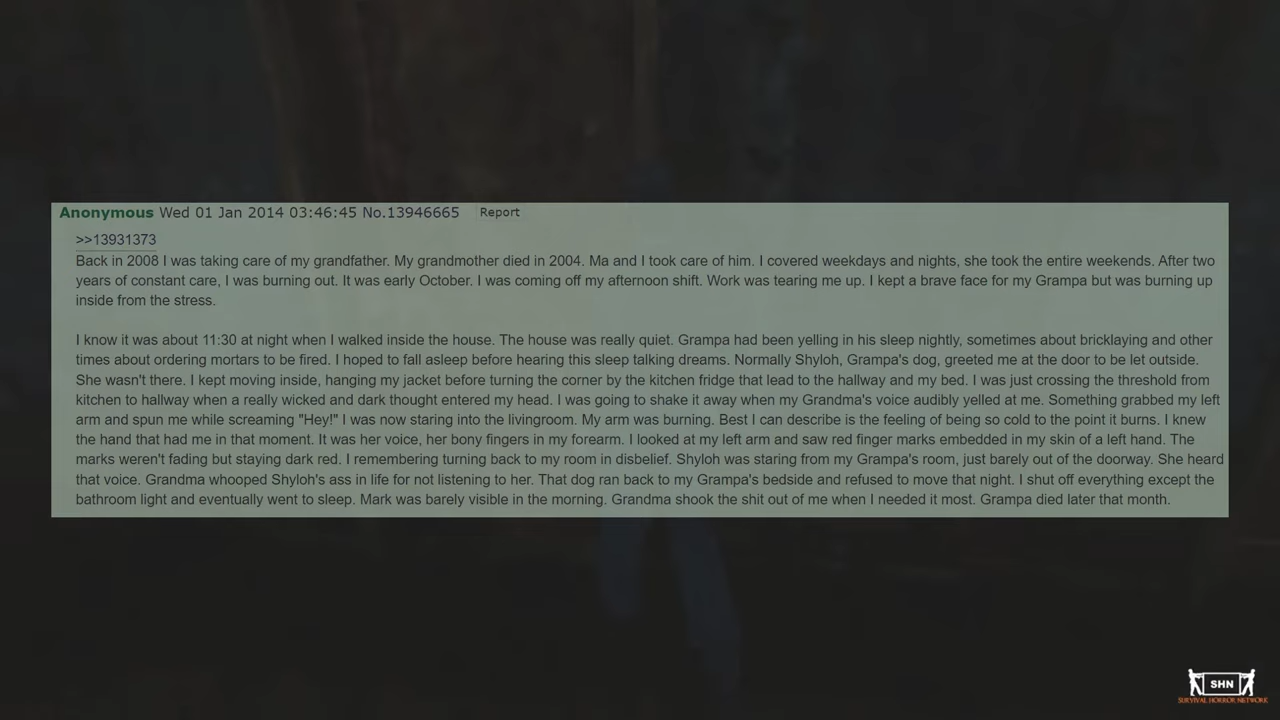 Anonymous Wed 01 Jan 2014 03:46:45 No.13946665 Report
>>13931373
Back in 2008 I was taking care of my grandfather. My grandmother died in 2004. Ma and I took care of him. I covered weekdays and nights, she took the entire weekends. After two
years of constant care, I was burning out. It was early October. I was coming off my afternoon shift. Work was tearing me up. I kept a brave face for my Grampa but was burning up
inside from the stress.
I know it was about 11:30 at night when I walked inside the house. The house was really quiet. Grampa had been yelling in his sleep nightly, sometimes about bricklaying and other
times about ordering mortars to be fired. I hoped to fall asleep before hearing this sleep talking dreams. Normally Shyloh, Grampa's dog, greeted me at the door to be let outside.
She wasn't there. I kept moving inside, hanging my jacket before turning the corner by the kitchen fridge that lead to the hallway and my bed. I was just crossing the threshold from
kitchen to hallway when a really wicked and dark thought entered my head. I was going to shake it away when my Grandma's voice audibly yelled at me. Something grabbed my left
arm and spun me while screaming "Hey!" I was now staring into the livingroom. My arm was burning. Best I can describe is the feeling of being so cold to the point it burns. I knew
the hand that had me in that moment. It was her voice, her bony fingers in my forearm. I looked at my left arm and saw red finger marks embedded in my skin of a left hand. The
marks weren't fading but staying dark red. I remembering turning back to my room in disbelief. Shyloh was staring from my Grampa's room, just barely out of the doorway. She heard
that voice. Grandma whooped Shyloh's ass in life for not listening to her. That dog ran back to my Grampa's bedside and refused to move that night. I shut off everything except the
bathroom light and eventually went to sleep. Mark was barely visible in the morning. Grandma shook the shit out of me when I needed it most. Grampa died later that month.
SHN
SURVIVAL HORROR NETWORK